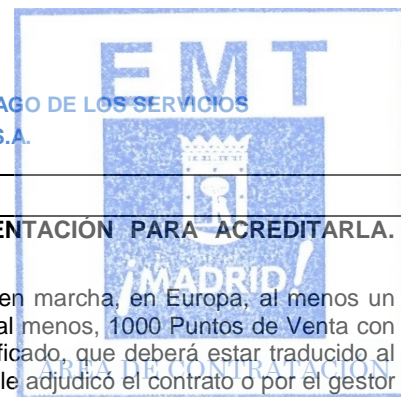 EMT
AGO DE LOS SERVICIOS
S.A.
ENTACIÓN PARA ACREDITARLA.
¡MADRID!
en marcha, en Europa, al menos un
al menos, 1000 Puntos de Venta con
ficado, que deberá estar traducido al
ÁREA DE CONTRATACIÓN
le adjudicó el contrato o por el gestor